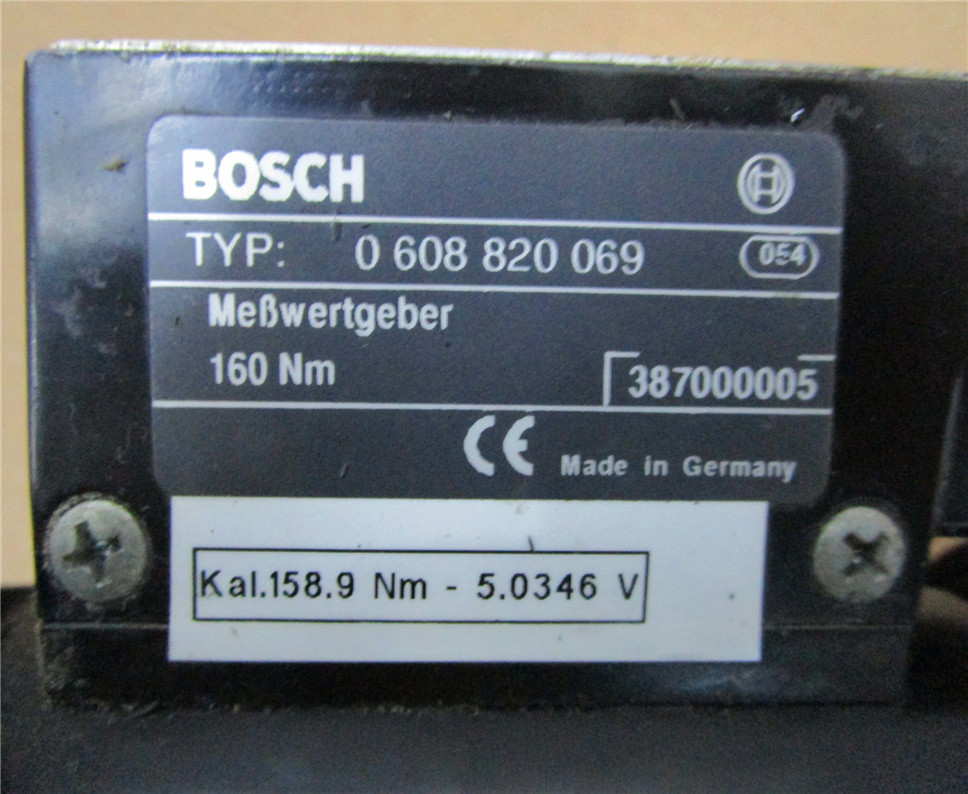 BOSCH
TYP: 0 608 820 069 054
Meßwertgeber
160 Nm 387000005
CE Made in Germany
Kal.158.9 Nm - 5.0346 V